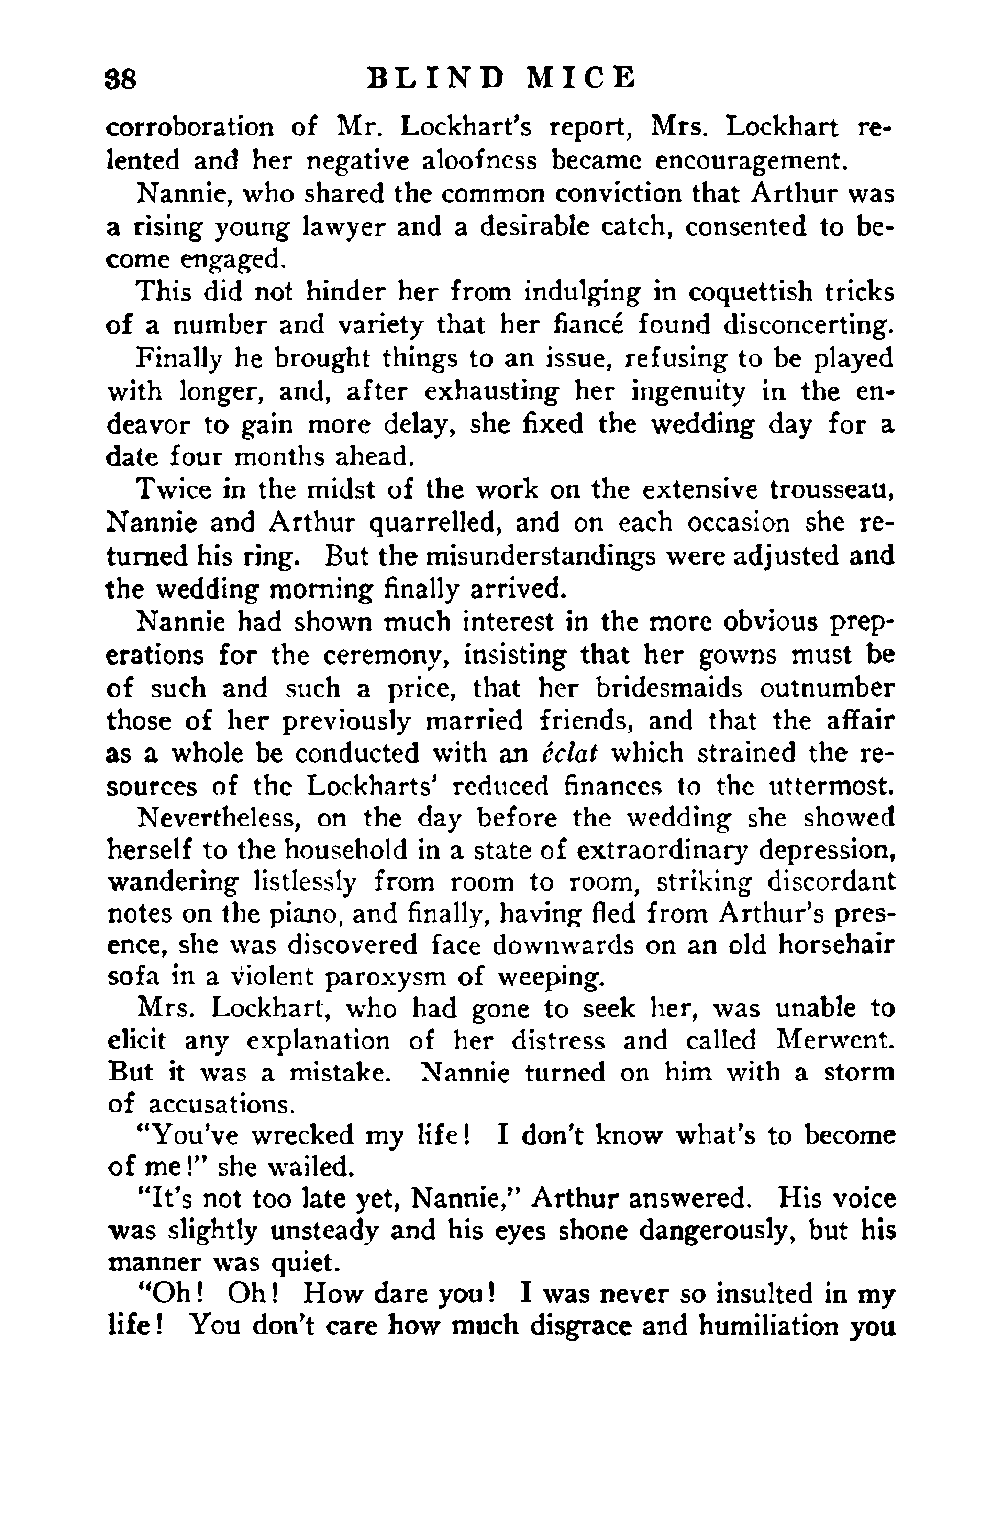 38 BLIND MICE
corroboration of Mr. Lockhart's report, Mrs. Lockhart re-
lented and her negative aloofness became encouragement.
Nannie, who shared the common conviction that Arthur was
a rising young lawyer and a desirable catch, consented to be-
come engaged.
This did not hinder her from indulging in coquettish tricks
of a number and variety that her fiancé found disconcerting.
Finally he brought things to an issue, refusing to be played
with longer, and, after exhausting her ingenuity in the en-
deavor to gain more delay, she fixed the wedding day for a
date four months ahead.
Twice in the midst of the work on the extensive trousseau,
Nannie and Arthur quarrelled, and on each occasion she re-
turned his ring. But the misunderstandings were adjusted and
the wedding morning finally arrived.
Nannie had shown much interest in the more obvious prep-
erations for the ceremony, insisting that her gowns must be
of such and such a price, that her bridesmaids outnumber
those of her previously married friends, and that the affair
as a whole be conducted with an éclat which strained the re-
sources of the Lockharts' reduced finances to the uttermost.
Nevertheless, on the day before the wedding she showed
herself to the household in a state of extraordinary depression,
wandering listlessly from room to room, striking discordant
notes on the piano, and finally, having fled from Arthur's pres-
ence, she was discovered face downwards on an old horsehair
sofa in a violent paroxysm of weeping.
Mrs. Lockhart, who had gone to seek her, was unable to
elicit any explanation of her distress and called Merwent.
But it was a mistake. Nannie turned on him with a storm
of accusations.
"You've wrecked my life! I don't know what's to become
of me!" she wailed.
"It's not too late yet, Nannie," Arthur answered. His voice
was slightly unsteady and his eyes shone dangerously, but his
manner was quiet.
"Oh! Oh! How dare you! I was never so insulted in my
life! You don't care how much disgrace and humiliation you